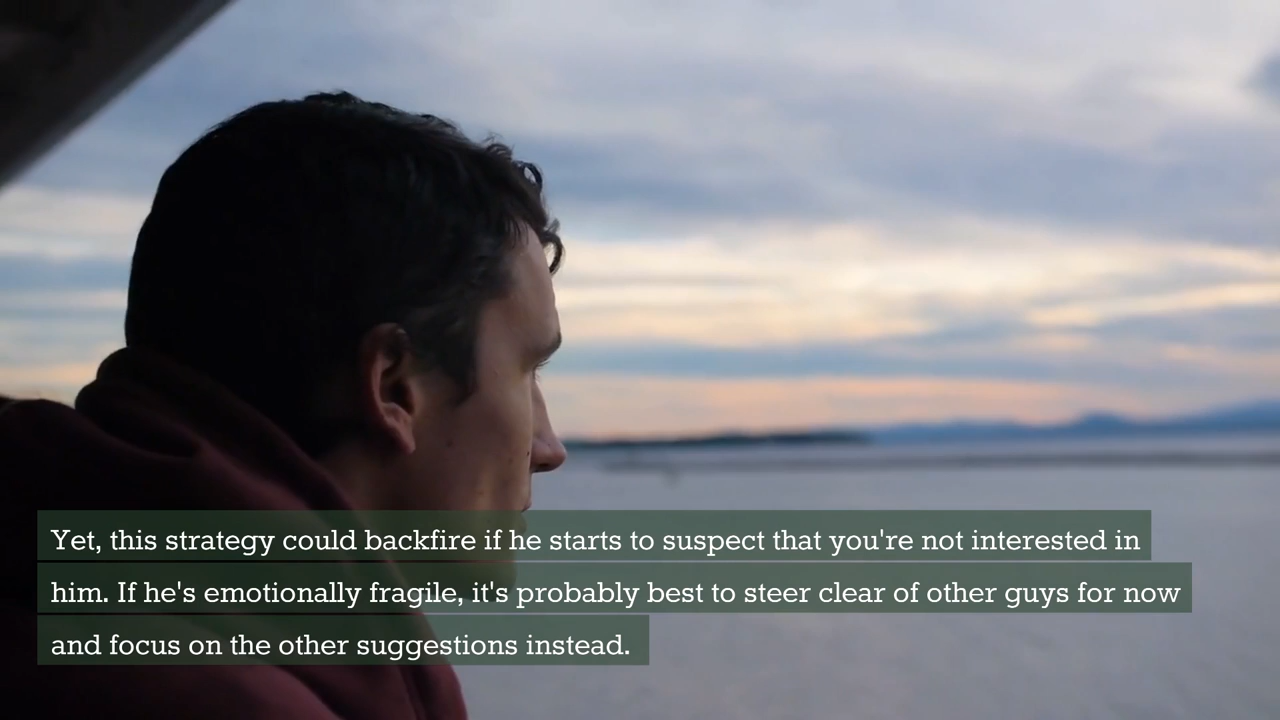 Yet, this strategy could backfire if he starts to suspect that you're not interested in
him. If he's emotionally fragile, it's probably best to steer clear of other guys for now
and focus on the other suggestions instead.